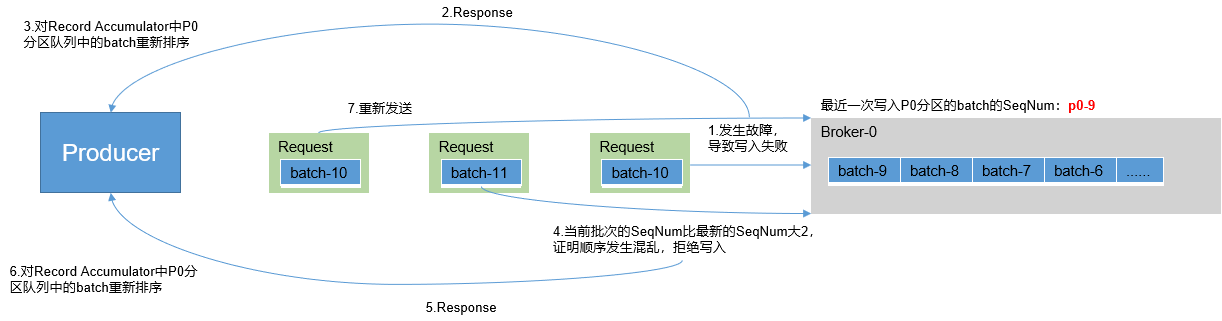 2.Response
3.对Record Accumulator中P0
分区队列中的batch重新排序
7.重新发送
最近一次写入P0分区的batch的SeqNum：p0-9
1.发生故障，
导致写入失败
Broker-0
Producer
Request
batch-10
Request
batch-11
Request
batch-10
batch-9
batch-8
batch-7
batch-6
......
4.当前批次的SeqNum比最新的SeqNum大2，
证明顺序发生混乱，拒绝写入
6.对Record Accumulator中P0分
区队列中的batch重新排序
5.Response